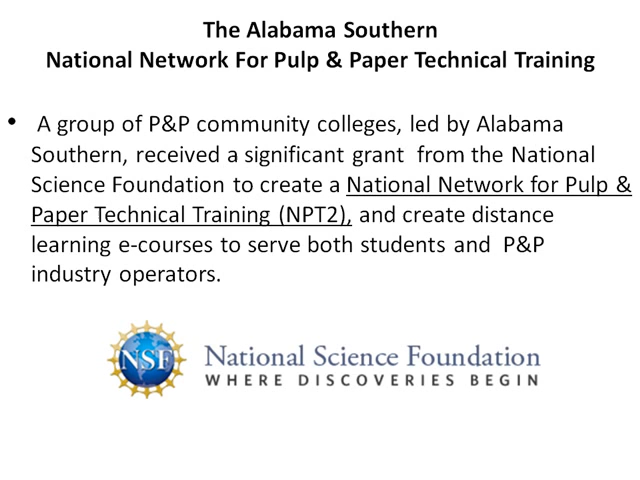 The Alabama Southern
National Network For Pulp & Paper Technical Training
• A group of P&P community colleges, led by Alabama
Southern, received a significant grant from the National
Science Foundation to create a National Network for Pulp &
Paper Technical Training (NPT2), and create distance
learning e-courses to serve both students and P&P
industry operators.
NSF National Science Foundation
WHERE DISCOVERIES BEGIN